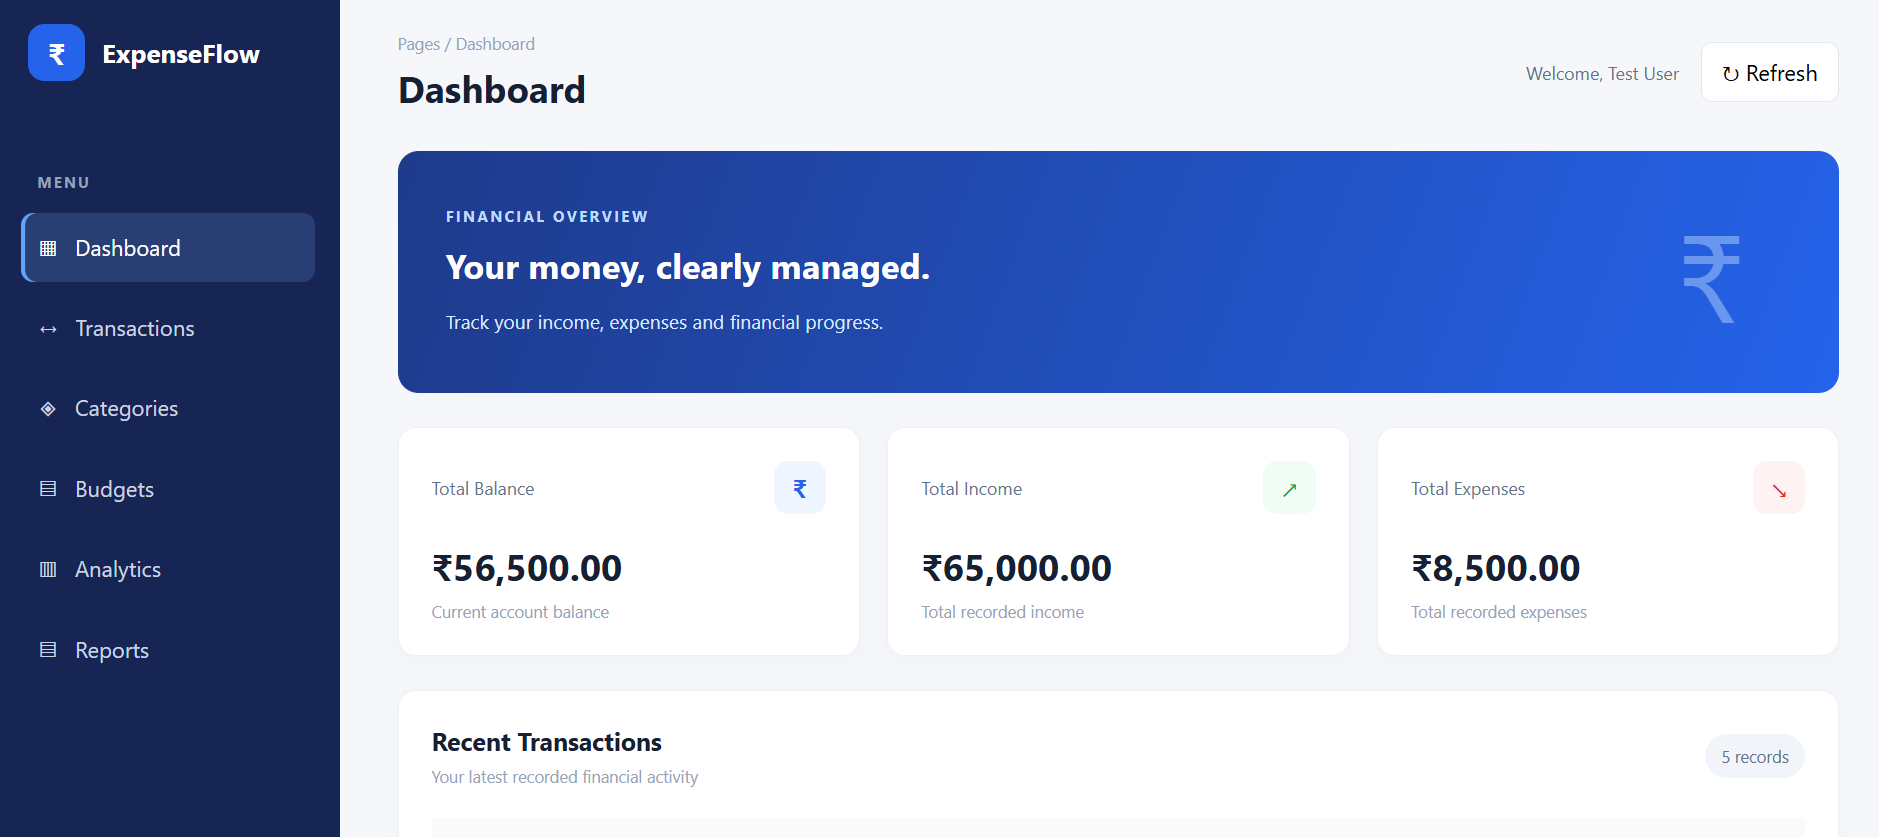 ₹ ExpenseFlow
MENU
Dashboard
Transactions
Categories
Budgets
Analytics
Reports
Pages / Dashboard
Dashboard
Welcome, Test User
↻ Refresh
FINANCIAL OVERVIEW
Your money, clearly managed.
Track your income, expenses and financial progress.
₹
Total Balance
₹
₹56,500.00
Current account balance
Total Income
↗
₹65,000.00
Total recorded income
Total Expenses
↘
₹8,500.00
Total recorded expenses
Recent Transactions
Your latest recorded financial activity
5 records